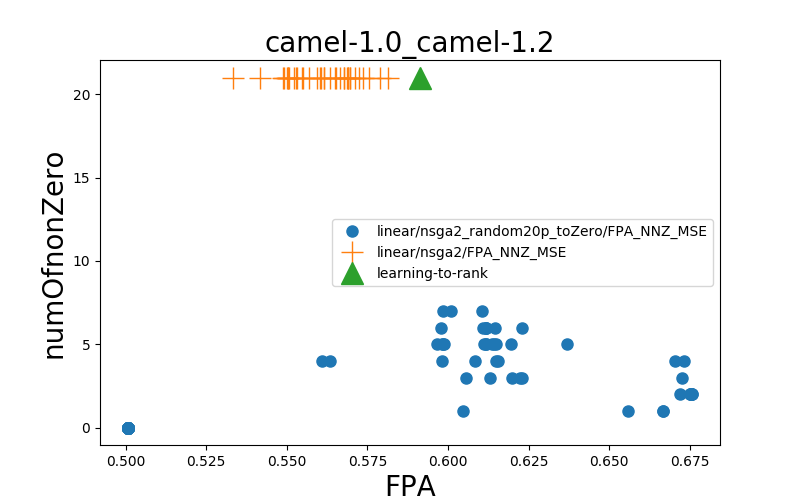 camel-1.0_camel-1.2
numOfnonZero
20
15
10
5
0
linear/nsga2_random20p_toZero/FPA_NNZ_MSE
linear/nsga2/FPA_NNZ_MSE
learning-to-rank
0.500 0.525 0.550 0.575 0.600 0.625 0.650 0.675
FPA